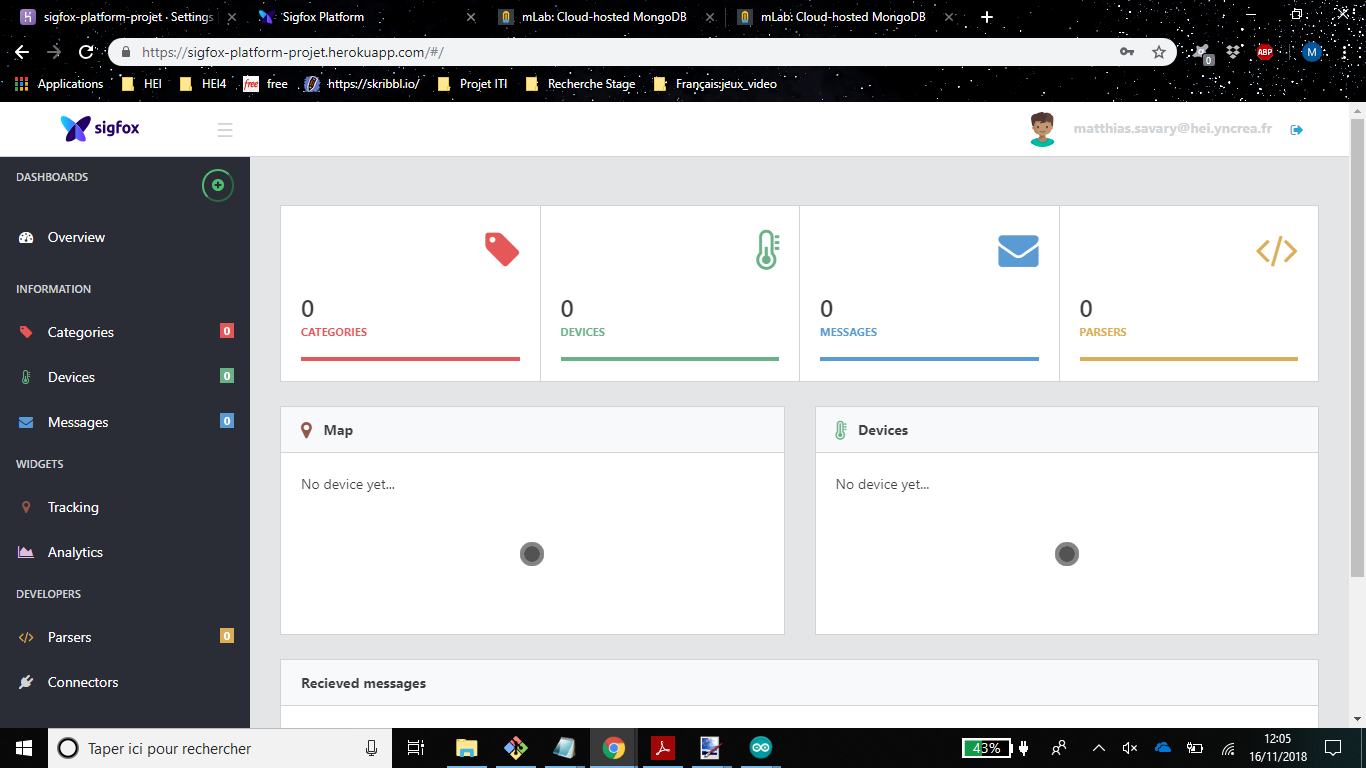 sigfox-platform-projet · Settings
Sigfox Platform
mLab: Cloud-hosted MongoDB
mLab: Cloud-hosted MongoDB
https://sigfox-platform-projet.herokuapp.com/#/
0
ABP
M
Applications
HEI
HEI4
free
free
https://skribbl.io/
Projet ITI
Recherche Stage
Français:jeux_video
sigfox
matthias.savary@hei.yncrea.fr
DASHBOARDS
Overview
INFORMATION
Categories 0
Devices 0
Messages 0
WIDGETS
Tracking
Analytics
DEVELOPERS
Parsers 0
Connectors
0
CATEGORIES
0
DEVICES
0
MESSAGES
0
PARSERS
Map
No device yet...
Devices
No device yet...
Recieved messages
Taper ici pour rechercher
43%
12:05
16/11/2018